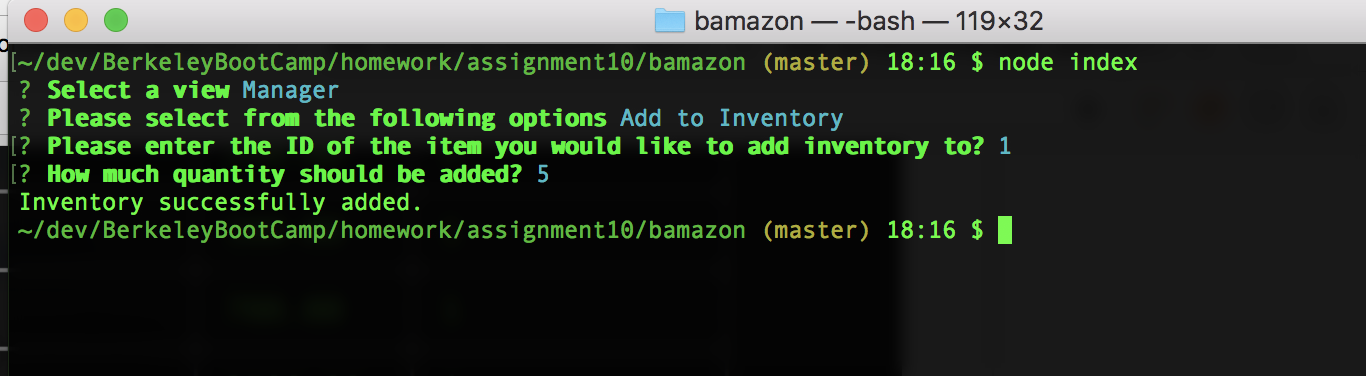 bamazon — -bash — 119×32
~/dev/BerkeleyBootCamp/homework/assignment10/bamazon (master) 18:16 $ node index
? Select a view Manager
? Please select from the following options Add to Inventory
? Please enter the ID of the item you would like to add inventory to? 1
? How much quantity should be added? 5
Inventory successfully added.
~/dev/BerkeleyBootCamp/homework/assignment10/bamazon (master) 18:16 $